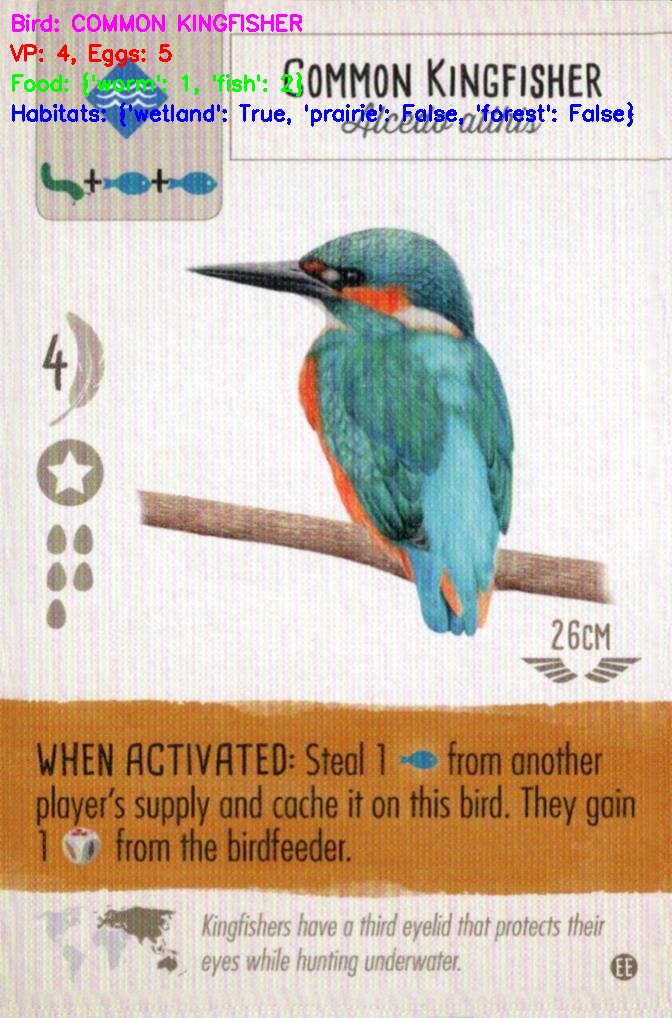 Bird: COMMON KINGFISHER
VP: 4, Eggs: 5
Food: {'worm': 1, 'fish': 2}
COMMON KINGFISHER
Habitats: {'wetland': True, 'prairie': False, 'forest': False}
Alcedo atthis
+ +
4
26CM
WHEN ACTIVATED: Steal 1 from another
player's supply and cache it on this bird. They gain
1 from the birdfeeder.
Kingfishers have a third eyelid that protects their
eyes while hunting underwater.
EE